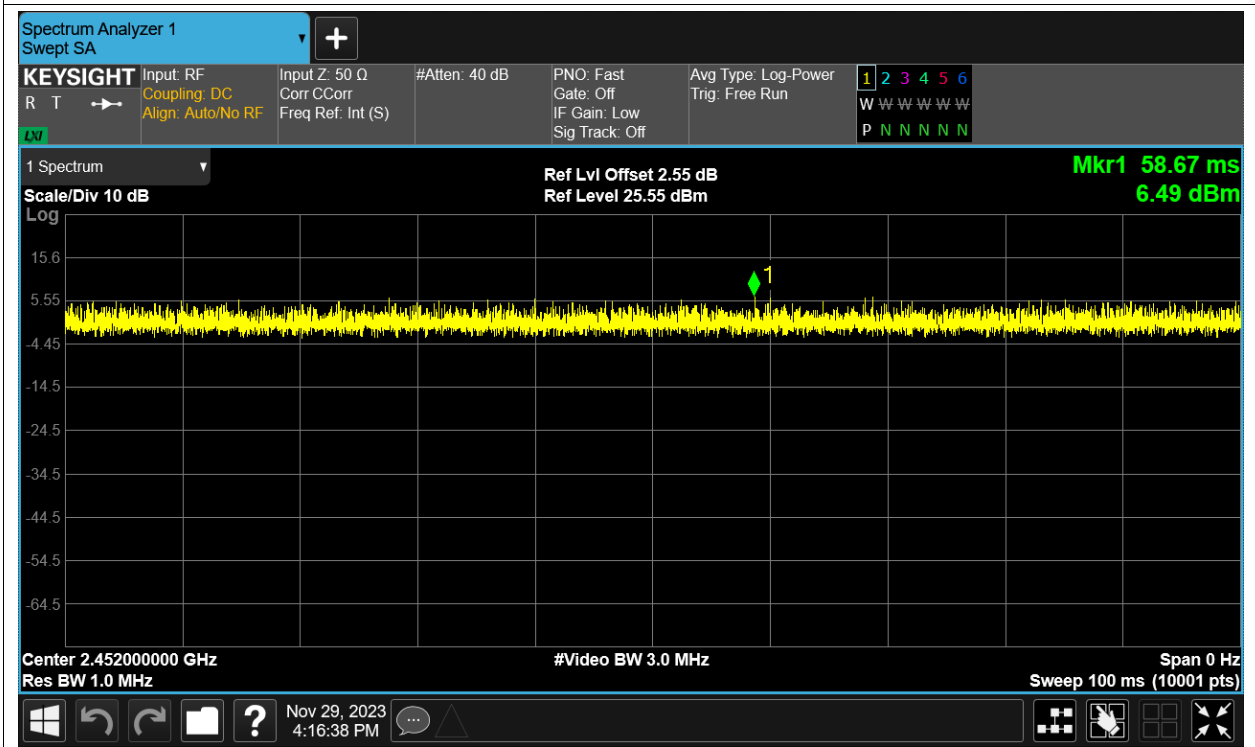 Spectrum Analyzer 1
Swept SA
+
KEYSIGHT
R T
LXI
Input: RF
Coupling: DC
Align: Auto/No RF
Input Z: 50 Ω
Corr CCorr
Freq Ref: Int (S)
#Atten: 40 dB
PNO: Fast
Gate: Off
IF Gain: Low
Sig Track: Off
Avg Type: Log-Power
Trig: Free Run
1 2 3 4 5 6
W W W W W W
P N N N N N
1 Spectrum
Scale/Div 10 dB
Log
Ref Lvl Offset 2.55 dB
Ref Level 25.55 dBm
Mkr1 58.67 ms
6.49 dBm
15.6
1
5.55
-4.45
-14.5
-24.5
-34.5
-44.5
-54.5
-64.5
Center 2.452000000 GHz
#Video BW 3.0 MHz
Span 0 Hz
Res BW 1.0 MHz
Sweep 100 ms (10001 pts)
?
Nov 29, 2023
4:16:38 PM